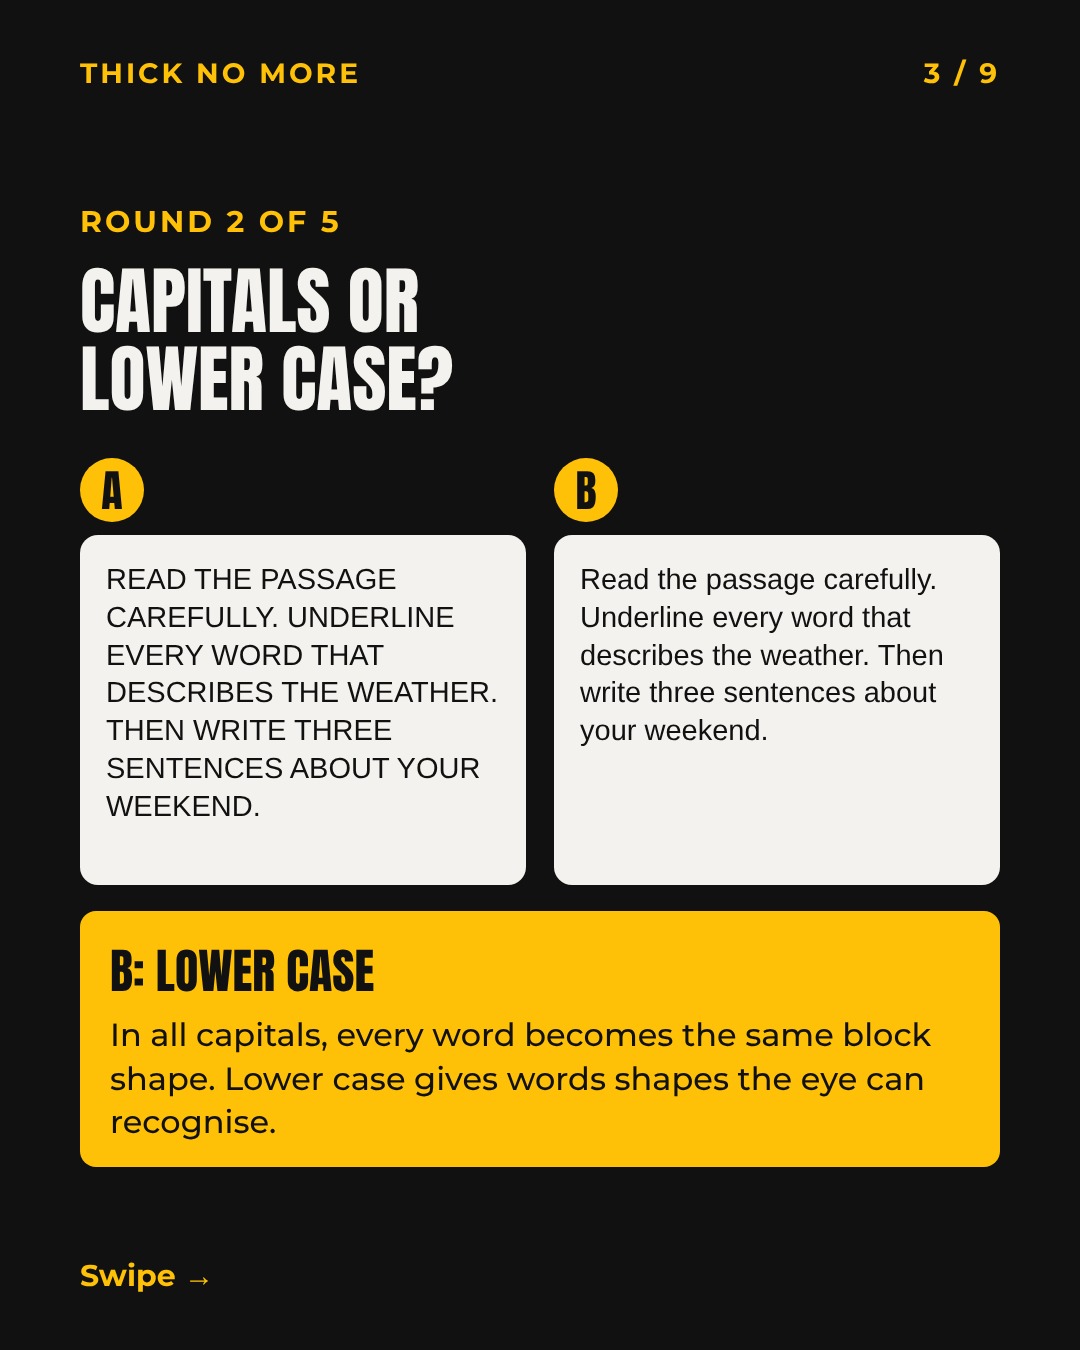 THICK NO MORE
3 / 9
ROUND 2 OF 5
CAPITALS OR
LOWER CASE?
A
READ THE PASSAGE
CAREFULLY. UNDERLINE
EVERY WORD THAT
DESCRIBES THE WEATHER.
THEN WRITE THREE
SENTENCES ABOUT YOUR
WEEKEND.
B
Read the passage carefully.
Underline every word that
describes the weather. Then
write three sentences about
your weekend.
B: LOWER CASE
In all capitals, every word becomes the same block
shape. Lower case gives words shapes the eye can
recognise.
Swipe →